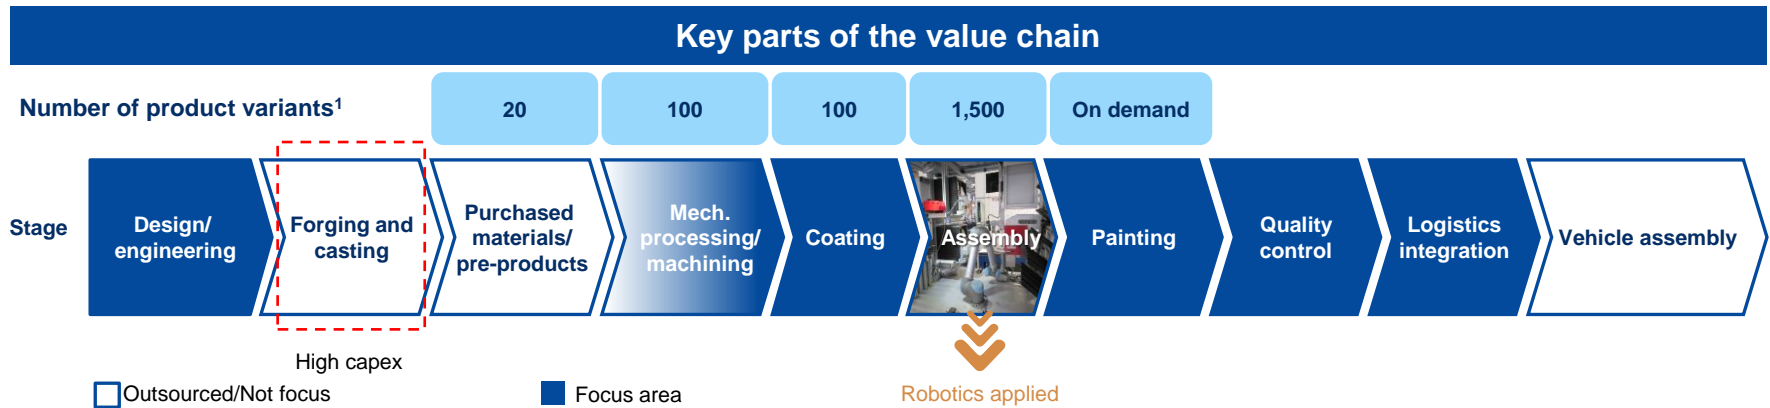 Key parts of the value chain
Number of product variants¹
20
100
100
1,500
On demand
Stage
Design/
engineering
Forging and
casting
Purchased
materials/
pre-products
Mech.
processing/
machining
Coating
Assembly
Painting
Quality
control
Logistics
integration
Vehicle assembly
High capex
Outsourced/Not focus
Focus area
Robotics applied